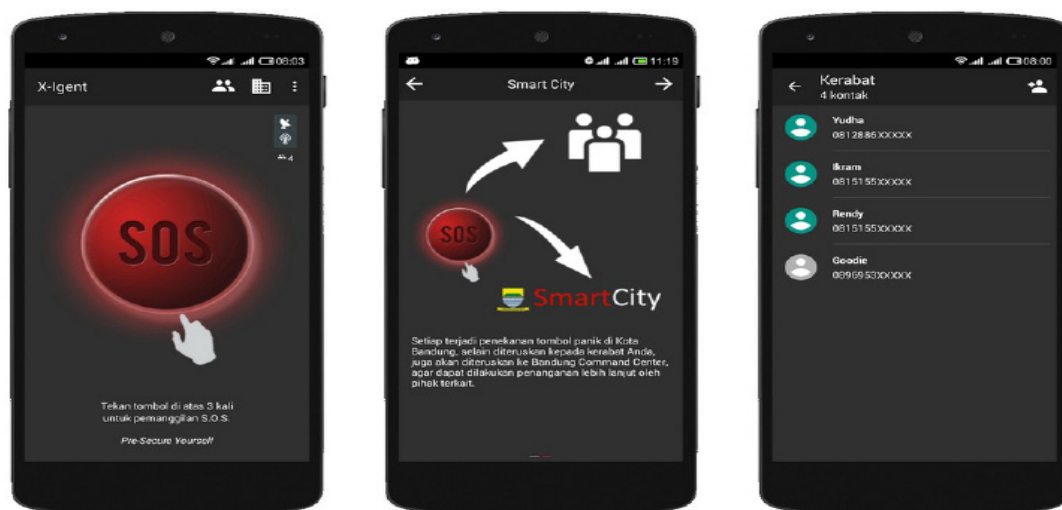 08:03
X-Igent
4
SOS
Tekan tombol di atas 3 kali
untuk pemanggilan S.O.S.
Pre-Secure Yourself
11:19
Smart City
SOS
SmartCity
Setiap terjadi penekanan tombol panik di Kota
Bandung, selain diteruskan kepada kerabat Anda,
juga akan diteruskan ke Bandung Command Center,
agar dapat dilakukan penanganan lebih lanjut oleh
pihak terkait.
08:00
Kerabat
4 kontak
Yudha
0812886XXXXX
Ikram
0815155XXXXX
Rendy
0815155XXXXX
Goodie
0896953XXXXX